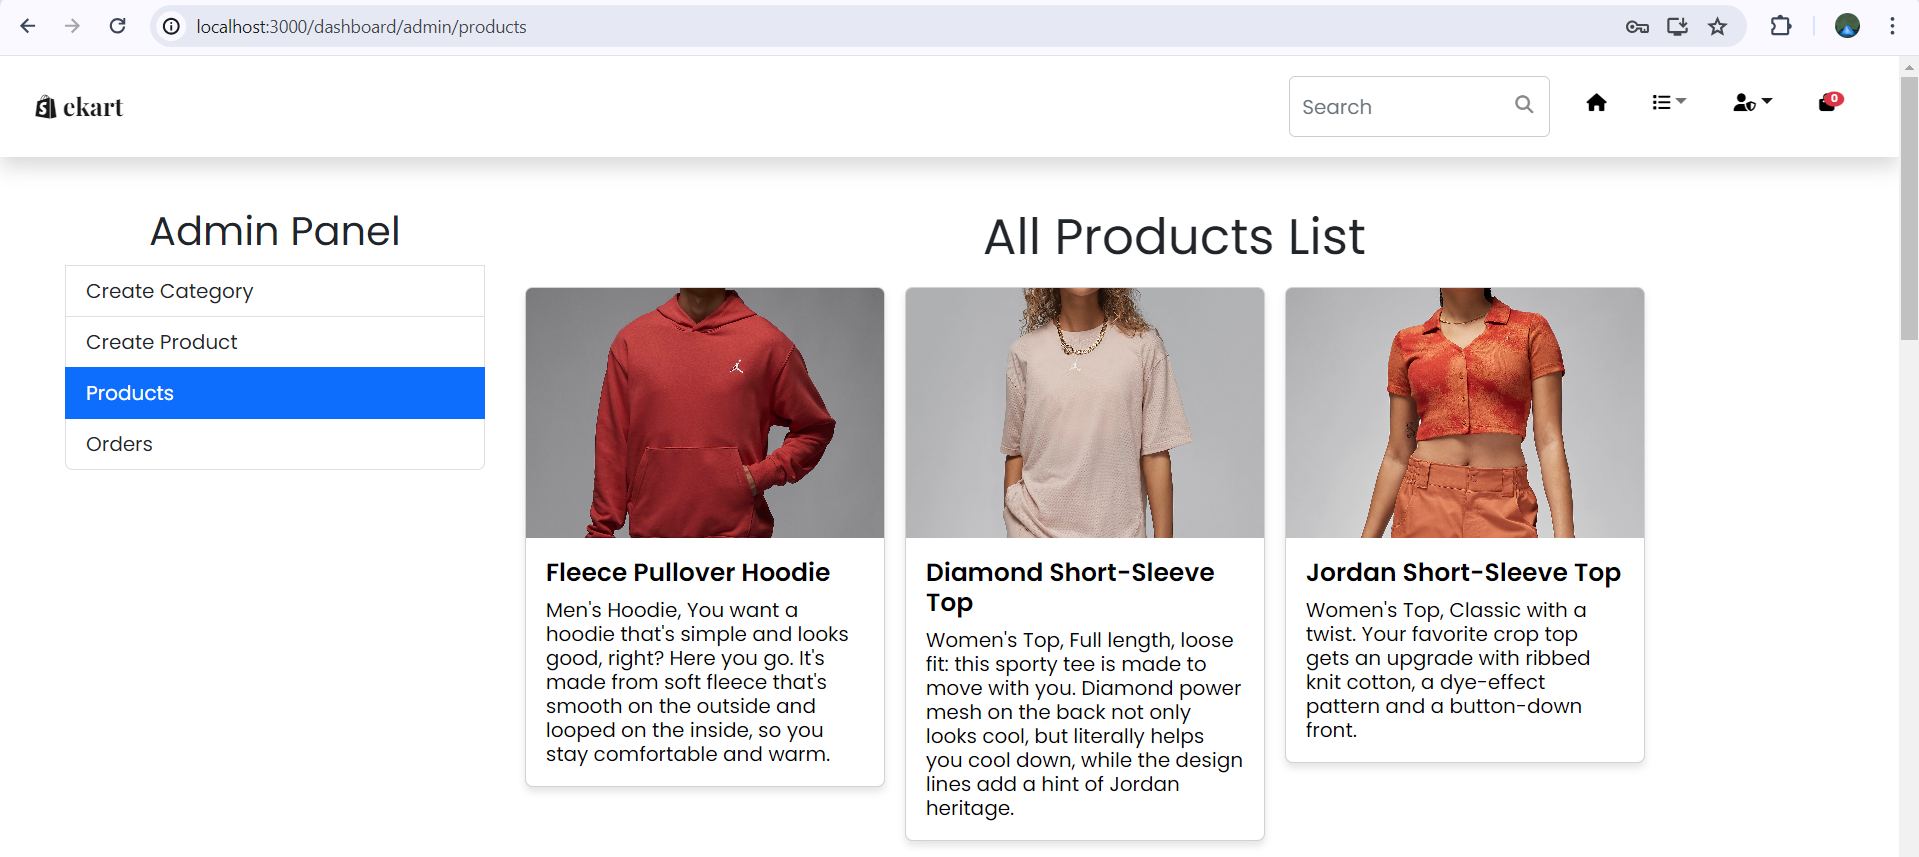 localhost:3000/dashboard/admin/products
ekart
Search
0
Admin Panel
Create Category
Create Product
Products
Orders
All Products List
Fleece Pullover Hoodie
Men's Hoodie, You want a
hoodie that's simple and looks
good, right? Here you go. It's
made from soft fleece that's
smooth on the outside and
looped on the inside, so you
stay comfortable and warm.
Diamond Short-Sleeve
Top
Women's Top, Full length, loose
fit: this sporty tee is made to
move with you. Diamond power
mesh on the back not only
looks cool, but literally helps
you cool down, while the design
lines add a hint of Jordan
heritage.
Jordan Short-Sleeve Top
Women's Top, Classic with a
twist. Your favorite crop top
gets an upgrade with ribbed
knit cotton, a dye-effect
pattern and a button-down
front.